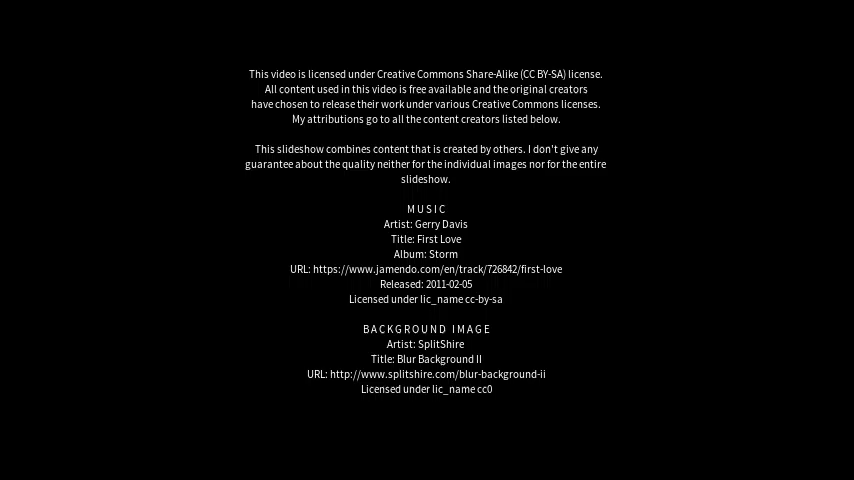 This video is licensed under Creative Commons Share-Alike (CC BY-SA) license.
All content used in this video is free available and the original creators
have chosen to release their work under various Creative Commons licenses.
My attributions go to all the content creators listed below.
This slideshow combines content that is created by others. I don't give any
guarantee about the quality neither for the individual images nor for the entire
slideshow.
MUSIC
Artist: Gerry Davis
Title: First Love
Album: Storm
URL: https://www.jamendo.com/en/track/726842/first-love
Released: 2011-02-05
Licensed under lic_name cc-by-sa
BACKGROUND IMAGE
Artist: SplitShire
Title: Blur Background II
URL: http://www.splitshire.com/blur-background-ii
Licensed under lic_name cc0